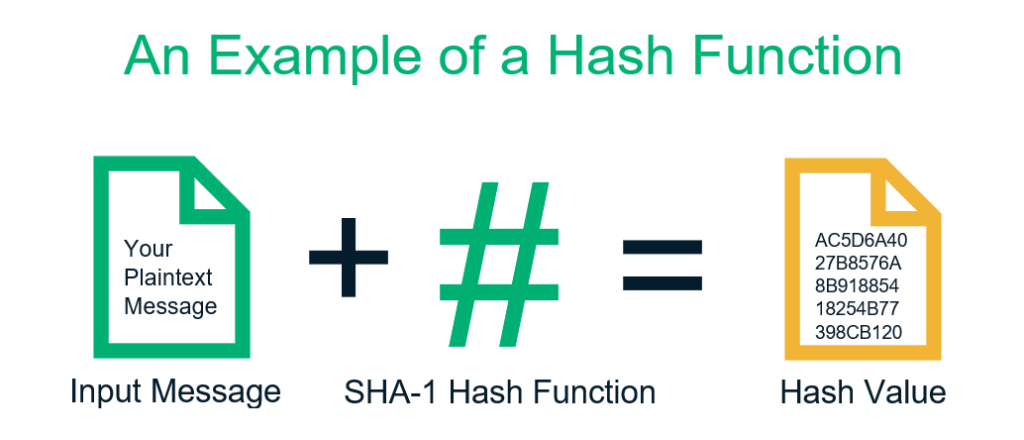 An Example of a Hash Function
Your
Plaintext
Message
+
#
=
AC5D6A40
27B8576A
8B918854
18254B77
398CB120
Input Message
SHA-1 Hash Function
Hash Value